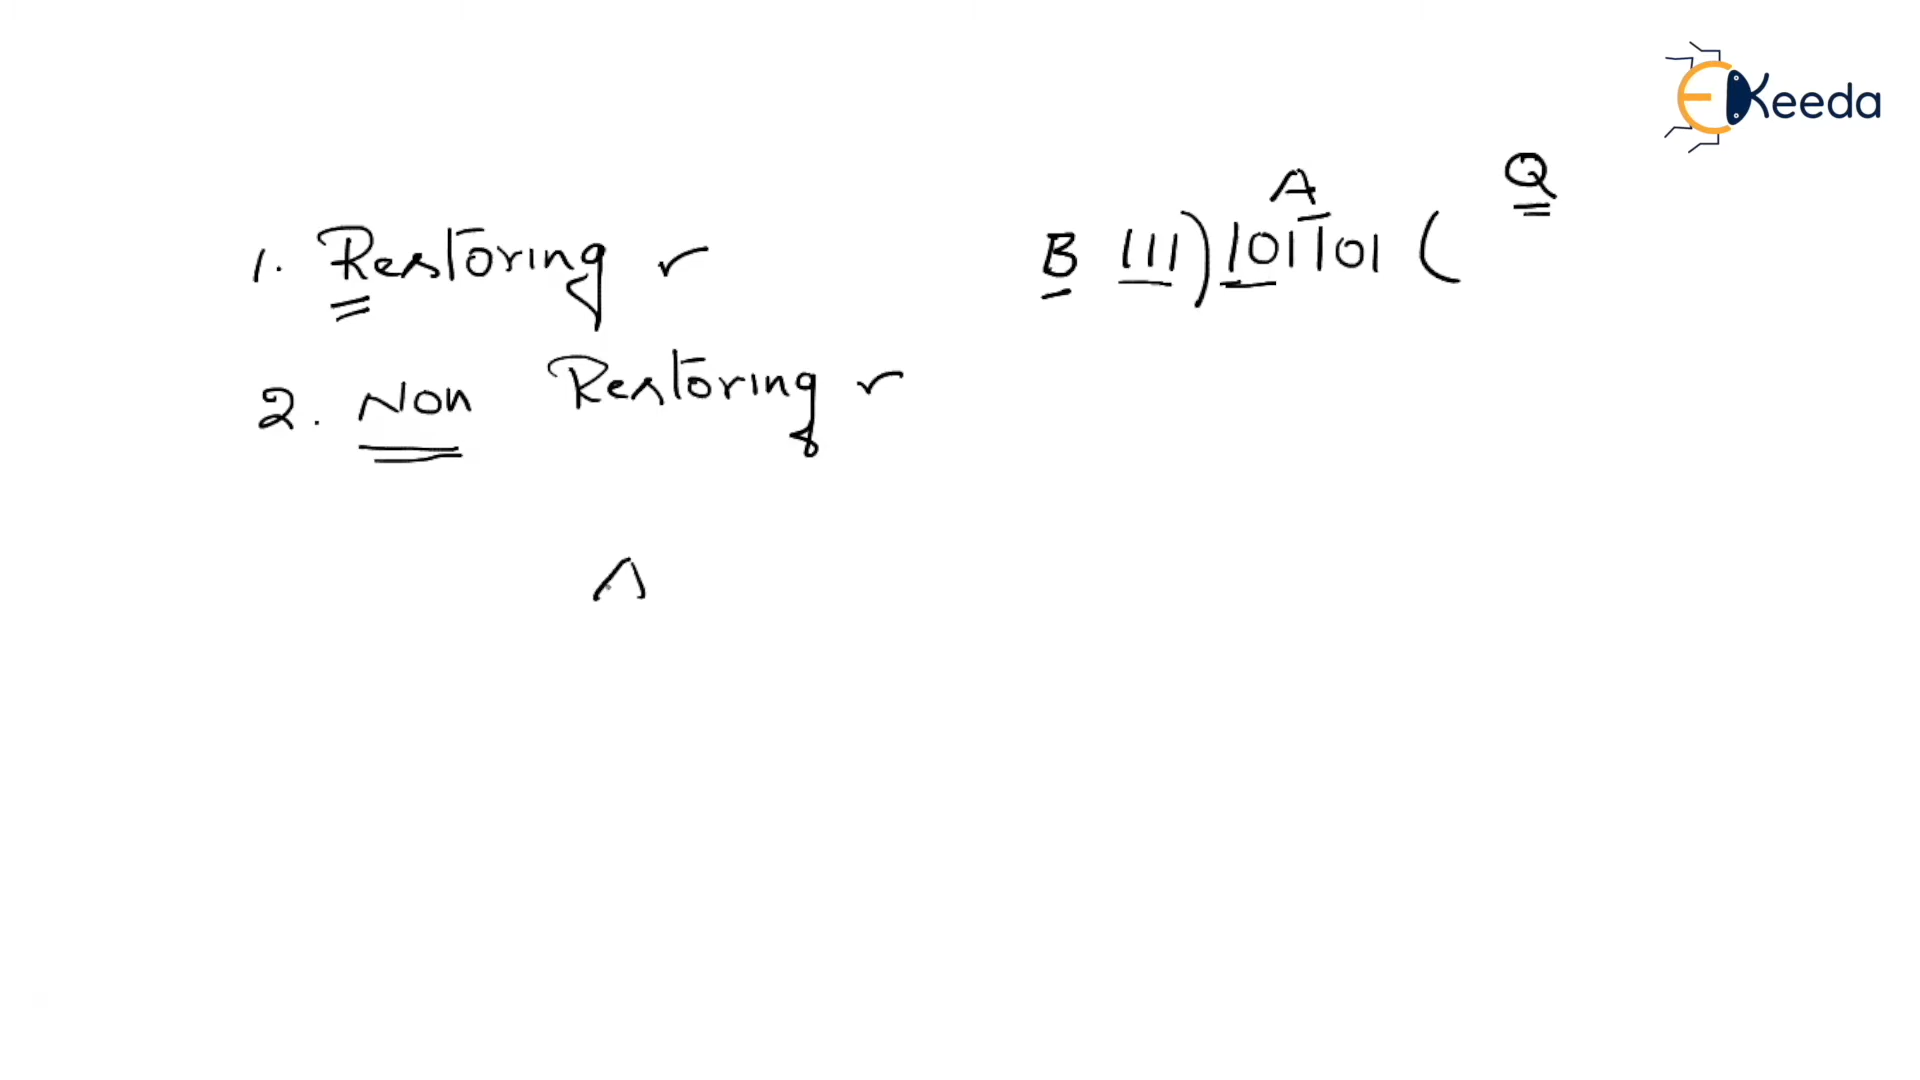 EKeeda
A Q
1. Restoring B 111)101101(
2. Non Restoring
A